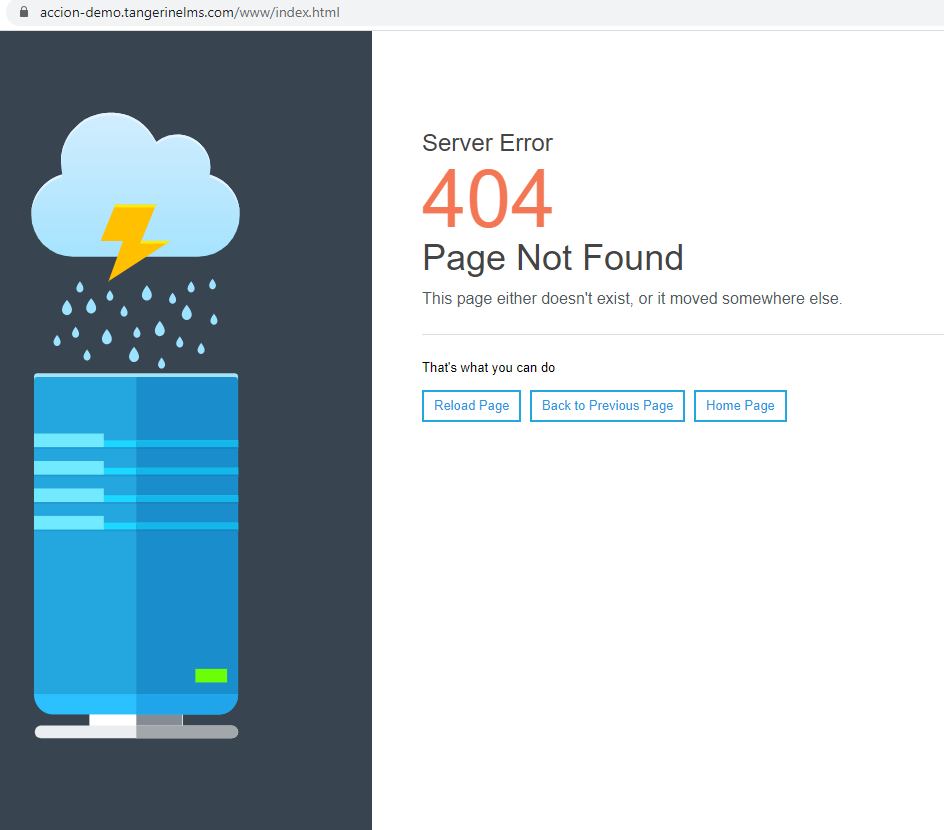 accion-demo.tangerinelms.com/www/index.html
Server Error
404
Page Not Found
This page either doesn't exist, or it moved somewhere else.
That's what you can do
Reload Page
Back to Previous Page
Home Page